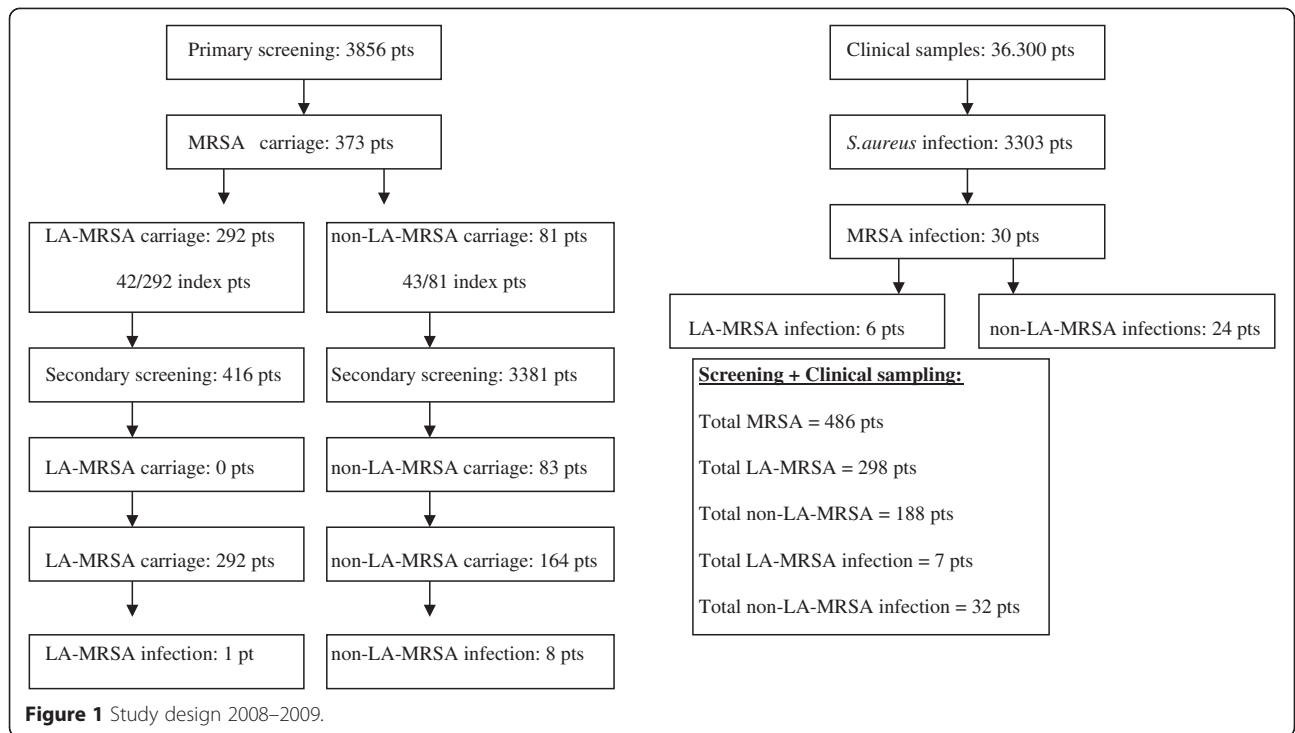 Primary screening: 3856 pts
MRSA carriage: 373 pts
LA-MRSA carriage: 292 pts
42/292 index pts
non-LA-MRSA carriage: 81 pts
43/81 index pts
Secondary screening: 416 pts
Secondary screening: 3381 pts
LA-MRSA carriage: 0 pts
non-LA-MRSA carriage: 83 pts
LA-MRSA carriage: 292 pts
non-LA-MRSA carriage: 164 pts
LA-MRSA infection: 1 pt
non-LA-MRSA infection: 8 pts
Clinical samples: 36.300 pts
S.aureus infection: 3303 pts
MRSA infection: 30 pts
LA-MRSA infection: 6 pts
non-LA-MRSA infections: 24 pts
Screening + Clinical sampling:
Total MRSA = 486 pts
Total LA-MRSA = 298 pts
Total non-LA-MRSA = 188 pts
Total LA-MRSA infection = 7 pts
Total non-LA-MRSA infection = 32 pts
Figure 1 Study design 2008–2009.